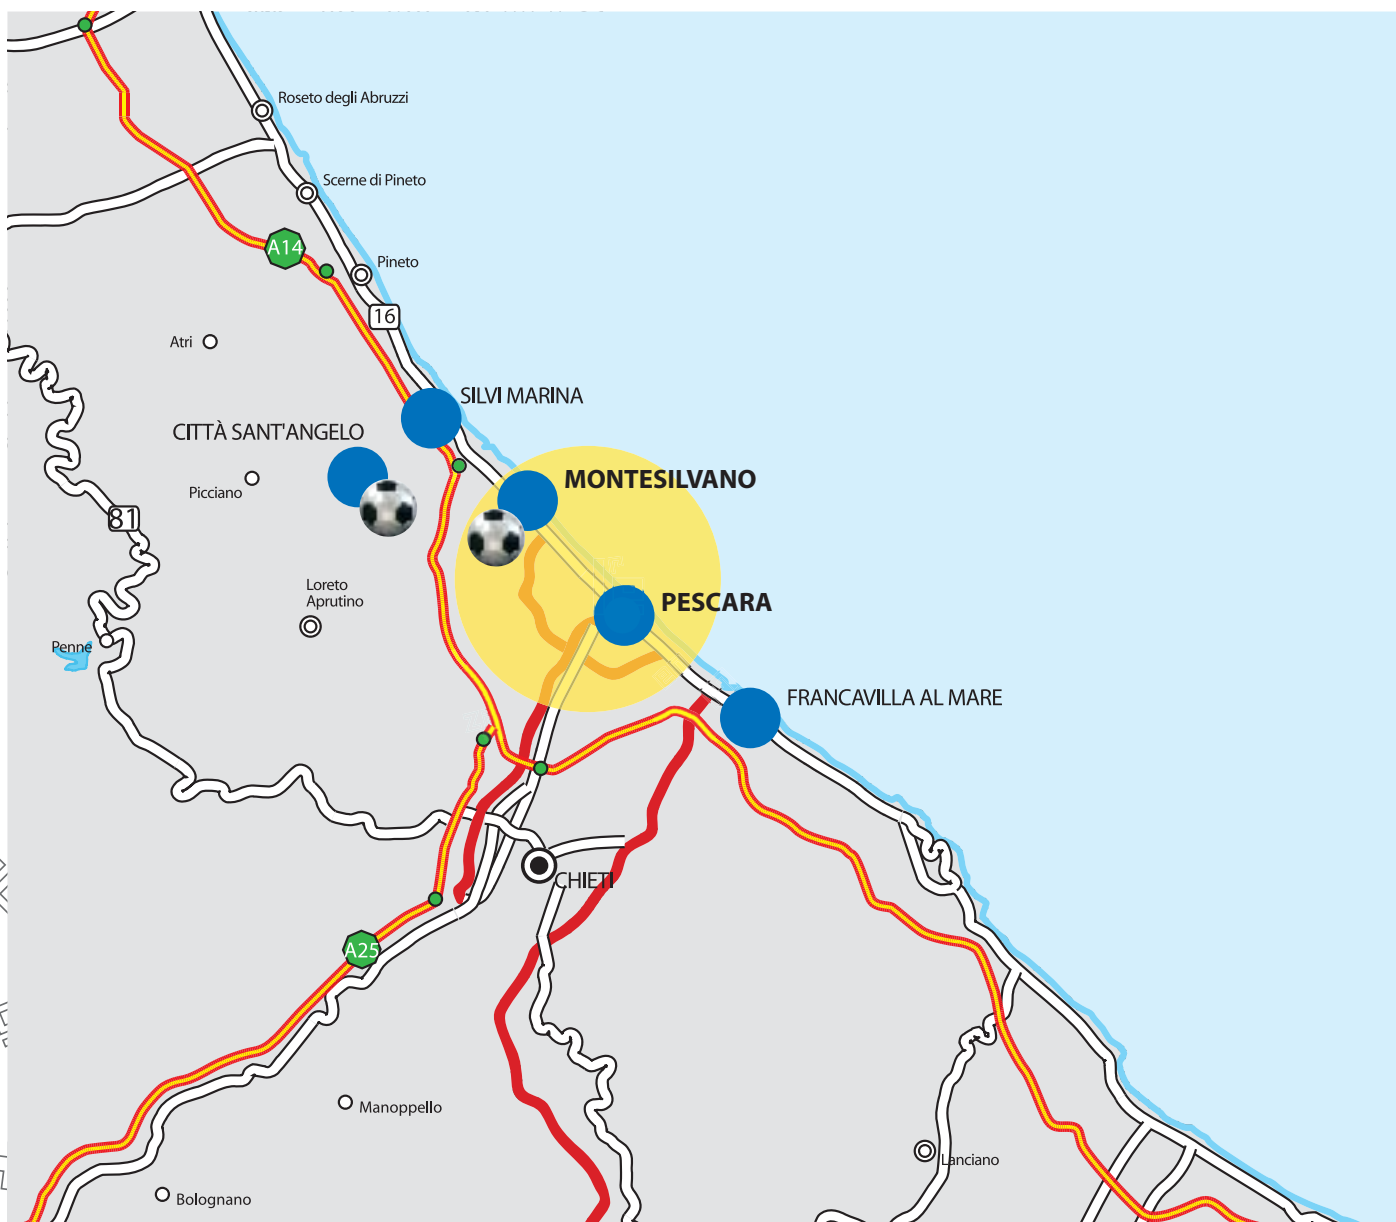 Roseto degli Abruzzi
Scerne di Pineto
A14
Pineto
16
Atri
SILVI MARINA
CITTÀ SANT'ANGELO
MONTESILVANO
Picciano
81
Loreto
Aprutino
PESCARA
Penne
FRANCAVILLA AL MARE
CHIETI
A25
Manoppello
Lanciano
Bolognano